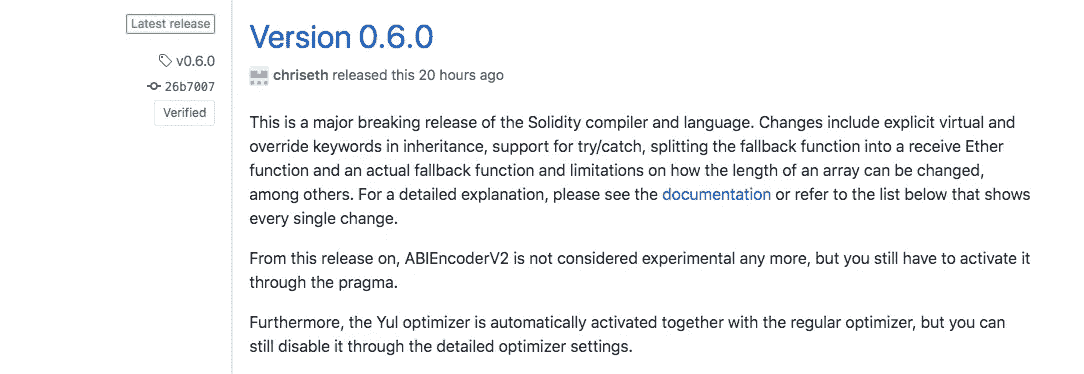 Latest release
v0.6.0
26b7007
Verified
Version 0.6.0
chriseth released this 20 hours ago
This is a major breaking release of the Solidity compiler and language. Changes include explicit virtual and
override keywords in inheritance, support for try/catch, splitting the fallback function into a receive Ether
function and an actual fallback function and limitations on how the length of an array can be changed,
among others. For a detailed explanation, please see the documentation or refer to the list below that shows
every single change.
From this release on, ABIEncoderV2 is not considered experimental any more, but you still have to activate it
through the pragma.
Furthermore, the Yul optimizer is automatically activated together with the regular optimizer, but you can
still disable it through the detailed optimizer settings.